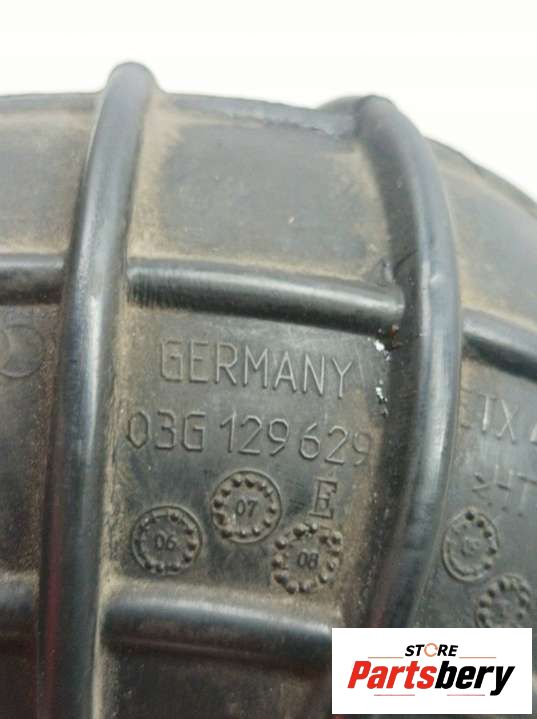 GERMANY
03G 129 629
E
06
07
08
STORE
Partsbery